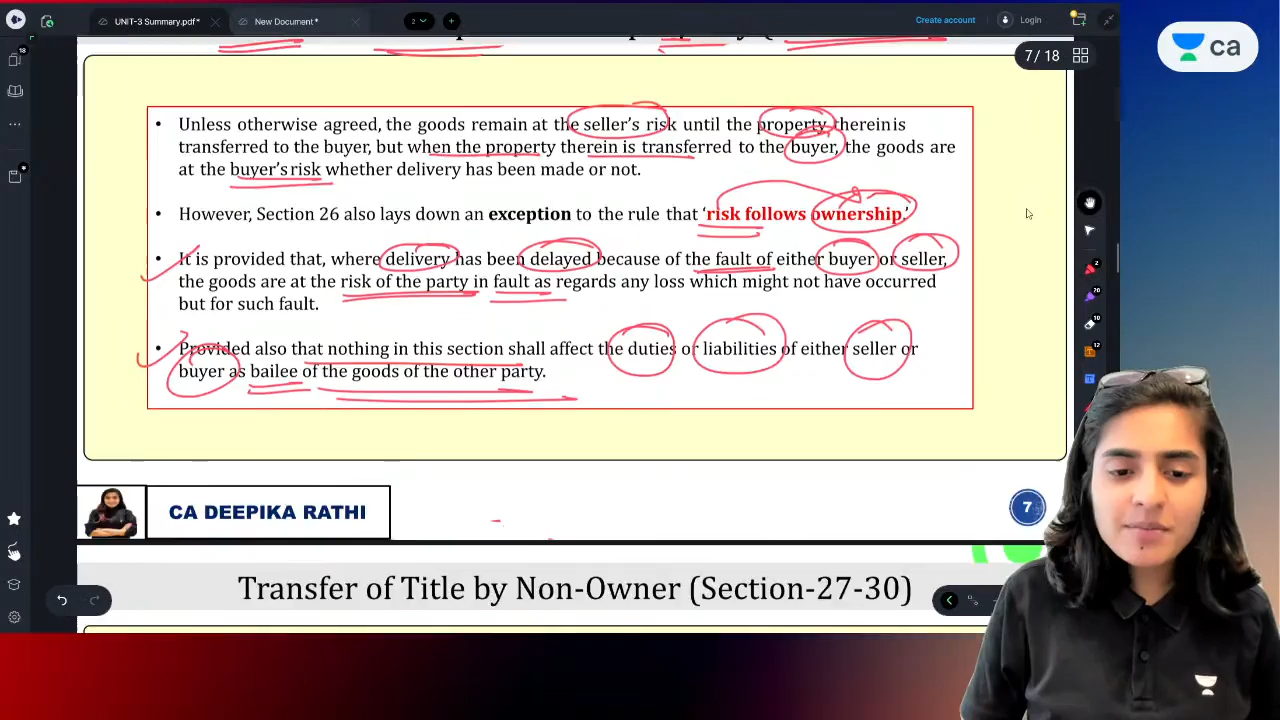 UNIT-3 Summary.pdf*
New Document*
2
Create account
Login
7 / 18
ca
18
• Unless otherwise agreed, the goods remain at the seller's risk until the property therein is
transferred to the buyer, but when the property therein is transferred to the buyer, the goods are
at the buyer's risk whether delivery has been made or not.
• However, Section 26 also lays down an exception to the rule that 'risk follows ownership.'
• It is provided that, where delivery has been delayed because of the fault of either buyer or seller,
the goods are at the risk of the party in fault as regards any loss which might not have occurred
but for such fault.
• Provided also that nothing in this section shall affect the duties or liabilities of either seller or
buyer as bailee of the goods of the other party.
2
20
10
12
CA DEEPIKA RATHI
7
Transfer of Title by Non-Owner (Section-27-30)